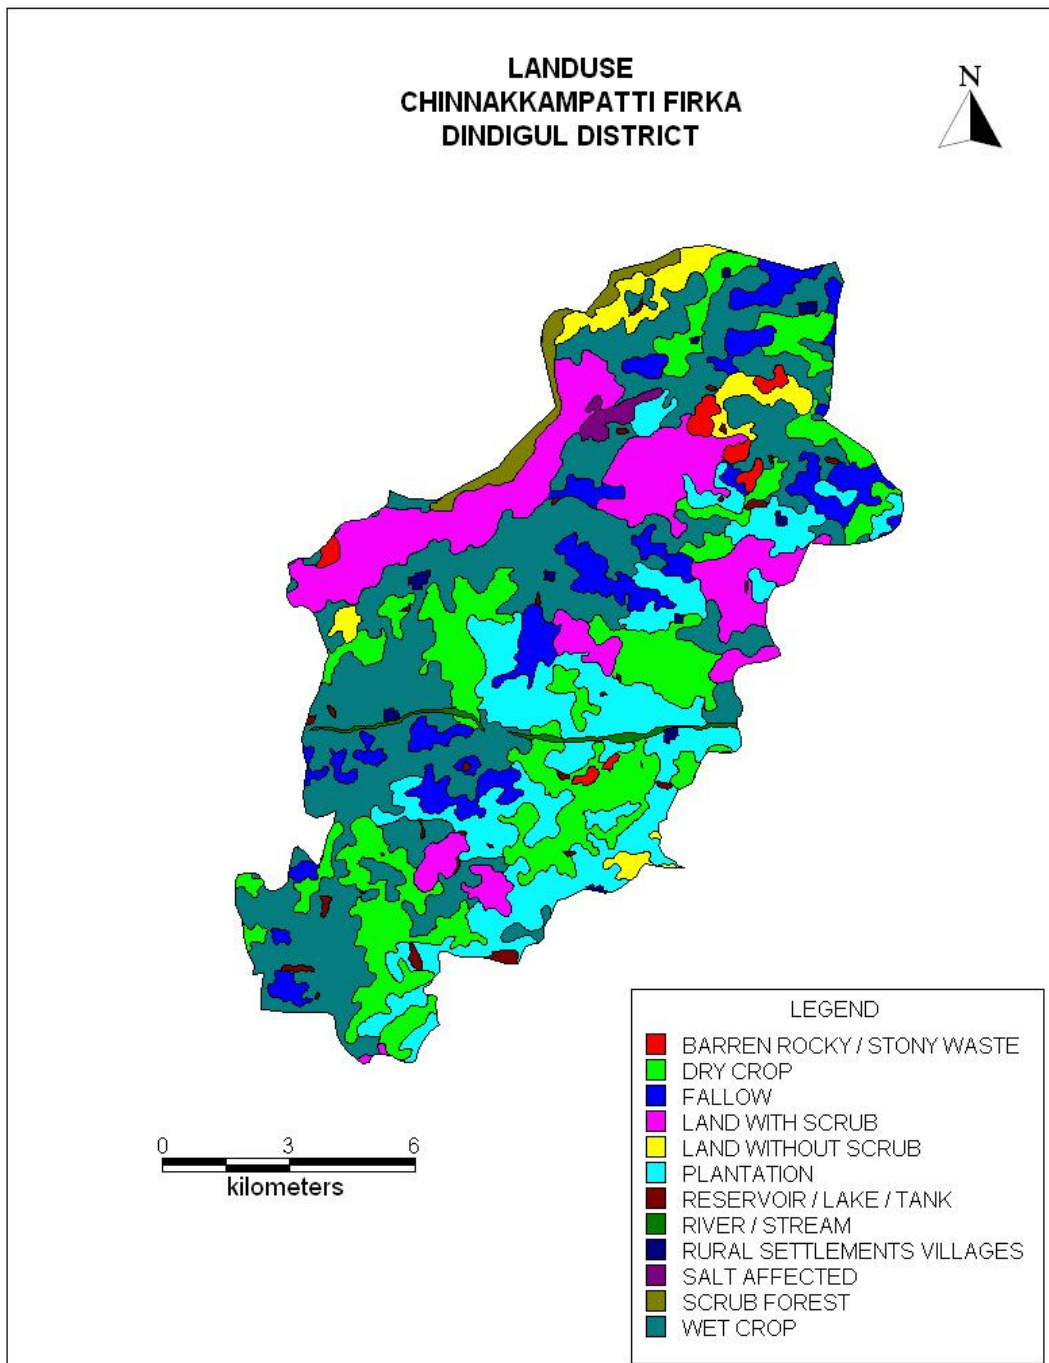 LANDUSE
CHINNAKKAMPATTI FIRKA
DINDIGUL DISTRICT
N
LEGEND
BARREN ROCKY / STONY WASTE
DRY CROP
FALLOW
LAND WITH SCRUB
LAND WITHOUT SCRUB
PLANTATION
RESERVOIR / LAKE / TANK
RIVER / STREAM
RURAL SETTLEMENTS VILLAGES
SALT AFFECTED
SCRUB FOREST
WET CROP
0 3 6
kilometers